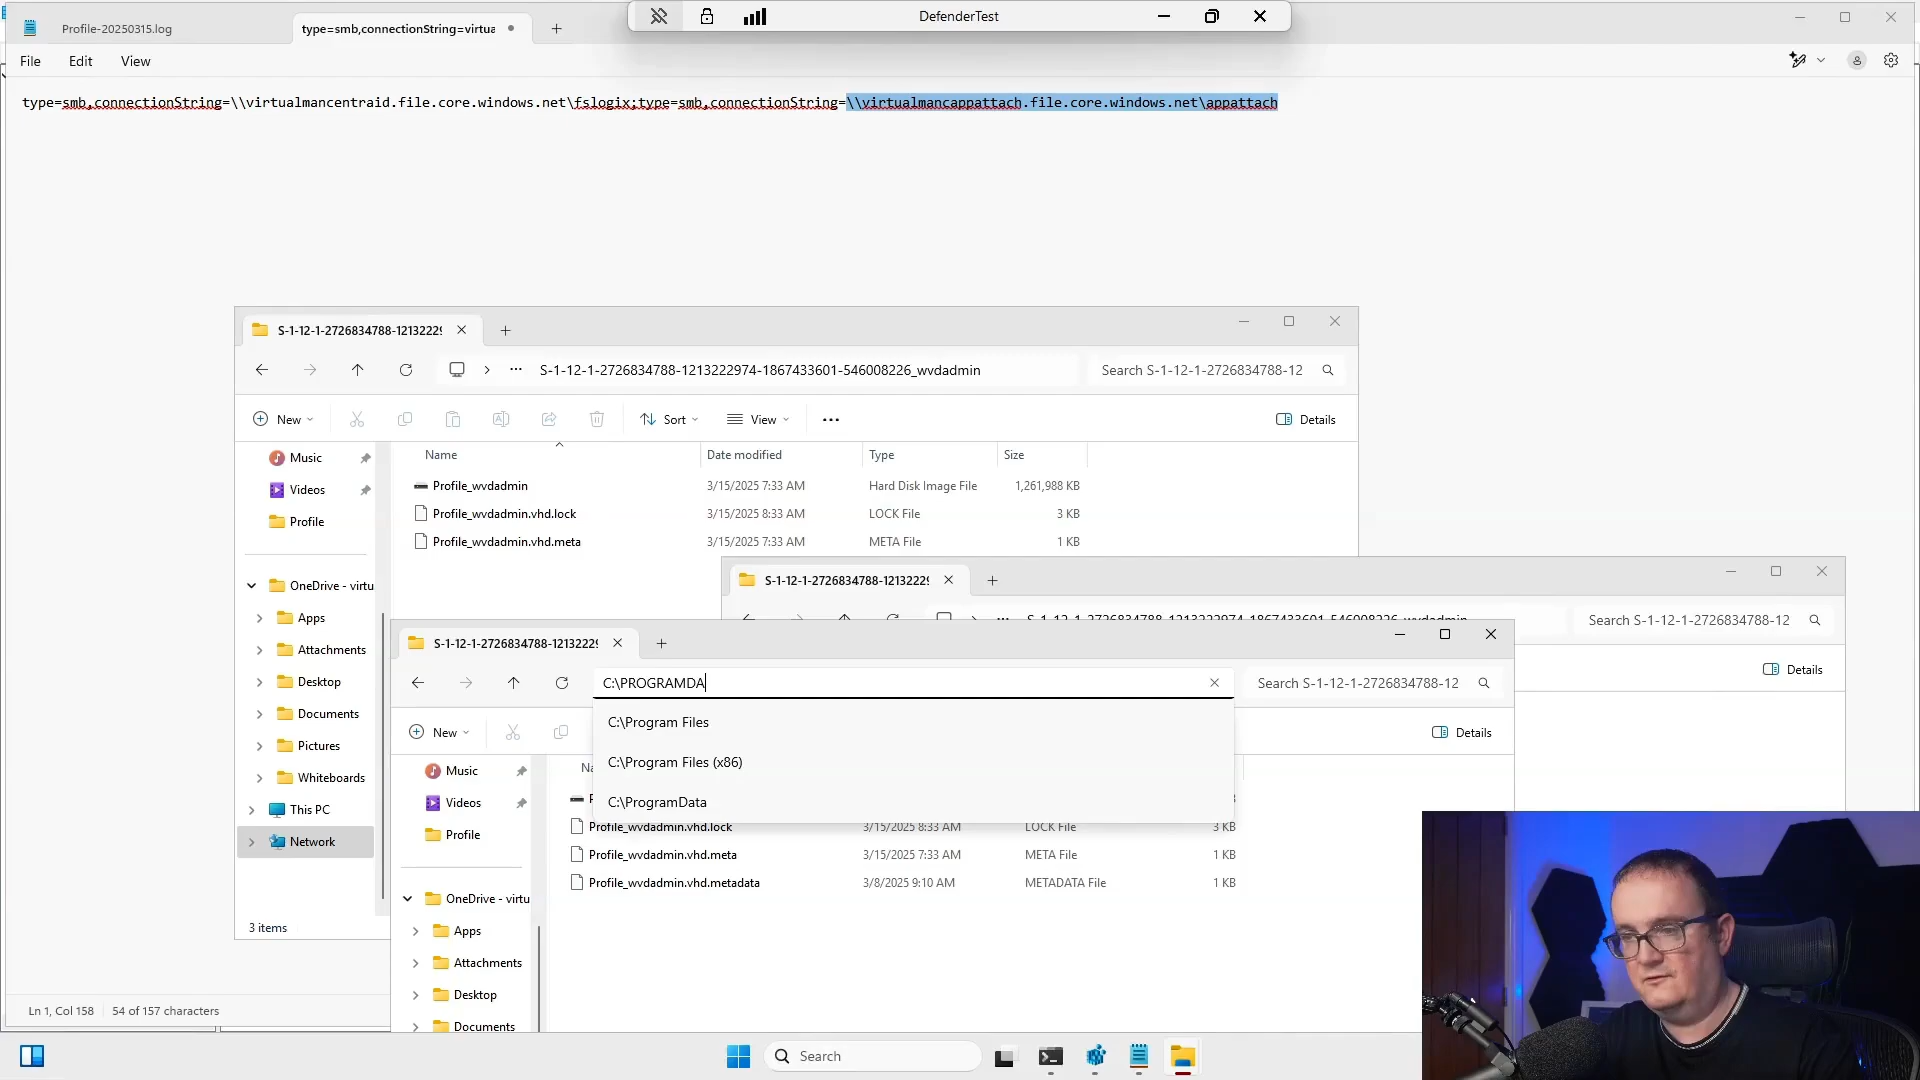 DefenderTest
Profile-20250315.log
type=smb,connectionString=virtua
File Edit View
type=smb,connectionString=\\virtualmancentraid.file.core.windows.net\fslogix;type=smb,connectionString=\\virtualmancappattach.file.core.windows.net\appattach
S-1-12-1-2726834788-12132229
S-1-12-1-2726834788-1213222974-1867433601-546008226_wvdadmin
Search S-1-12-1-2726834788-12
New
Sort
View
Details
Name Date modified Type Size
Music
Videos
Profile
Profile_wvdadmin 3/15/2025 7:33 AM Hard Disk Image File 1,261,988 KB
Profile_wvdadmin.vhd.lock 3/15/2025 8:33 AM LOCK File 3 KB
Profile_wvdadmin.vhd.meta 3/15/2025 7:33 AM META File 1 KB
OneDrive - virtu
Apps
Attachments
Desktop
Documents
Pictures
Whiteboards
This PC
Network
3 items
S-1-12-1-2726834788-12132229
S-1-12-1-2726834788-1213222974-1867433601-546008226_wvdadmin
Search S-1-12-1-2726834788-12
Details
S-1-12-1-2726834788-12132229
C:\PROGRAMDA
Search S-1-12-1-2726834788-12
C:\Program Files
C:\Program Files (x86)
C:\ProgramData
New
Details
Music
Videos
Profile
Profile_wvdadmin.vhd.lock 3/15/2025 8:33 AM LOCK File 3 KB
Profile_wvdadmin.vhd.meta 3/15/2025 7:33 AM META File 1 KB
Profile_wvdadmin.vhd.metadata 3/8/2025 9:10 AM METADATA File 1 KB
OneDrive - virtu
Apps
Attachments
Desktop
Documents
Ln 1, Col 158 54 of 157 characters
Search